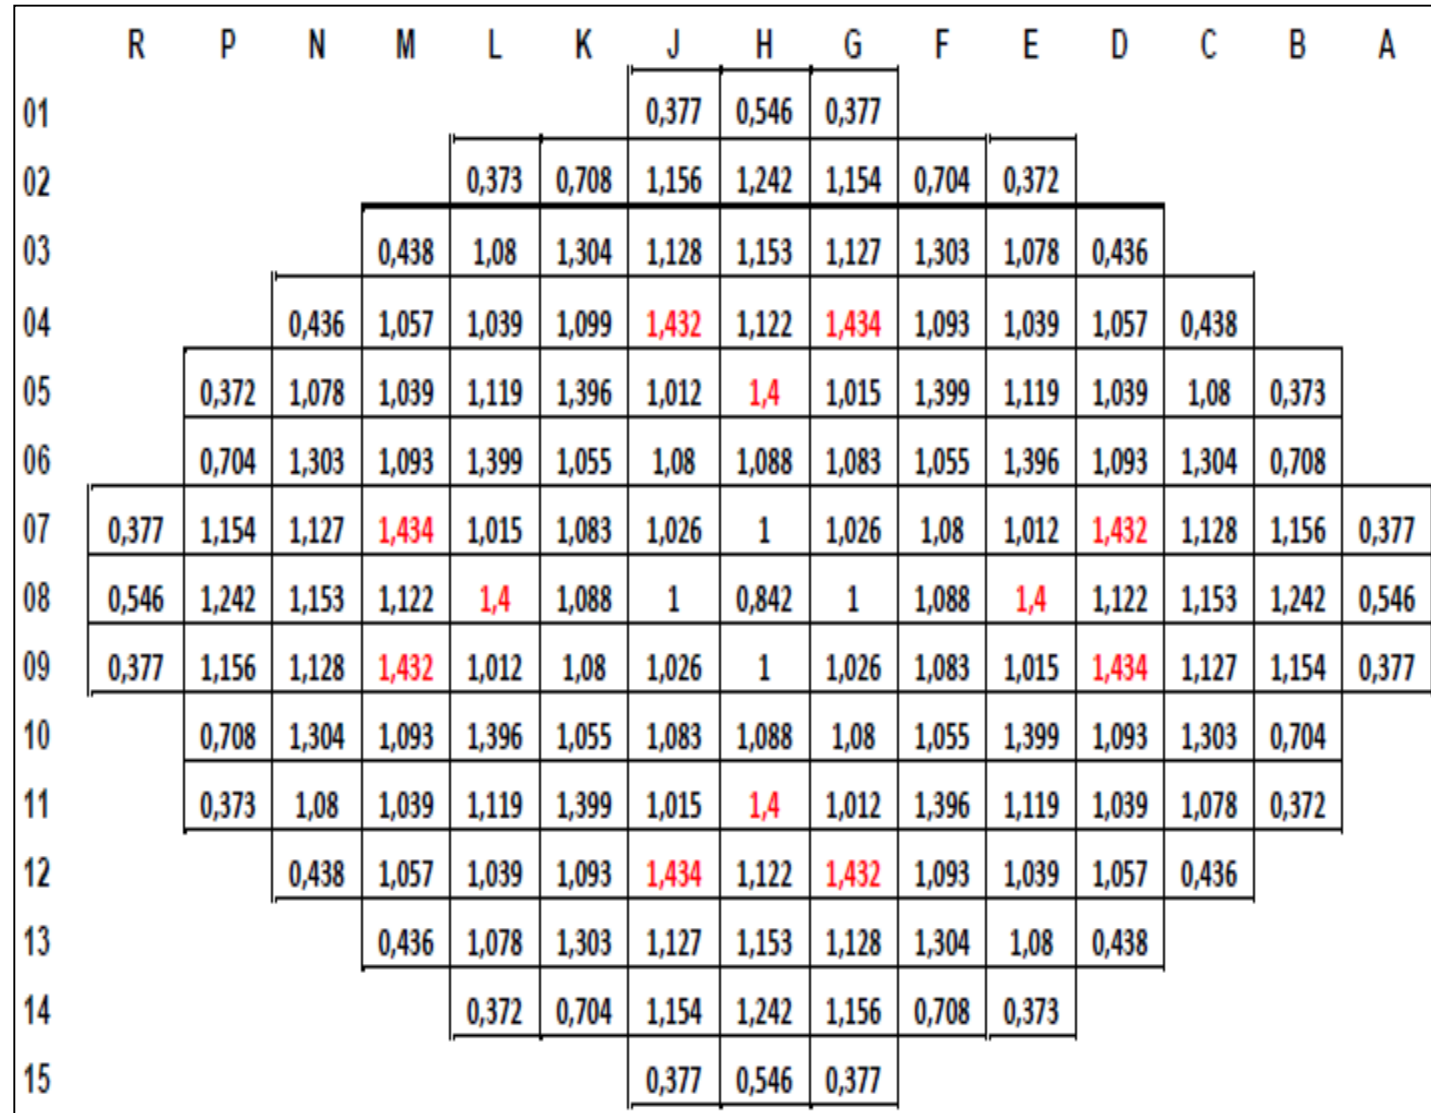 R P N M L K J H G F E D C B A
01 0,377 0,546 0,377
02 0,373 0,708 1,156 1,242 1,154 0,704 0,372
03 0,438 1,08 1,304 1,128 1,153 1,127 1,303 1,078 0,436
04 0,436 1,057 1,039 1,099 1,432 1,122 1,434 1,093 1,039 1,057 0,438
05 0,372 1,078 1,039 1,119 1,396 1,012 1,4 1,015 1,399 1,119 1,039 1,08 0,373
06 0,704 1,303 1,093 1,399 1,055 1,08 1,088 1,083 1,055 1,396 1,093 1,304 0,708
07 0,377 1,154 1,127 1,434 1,015 1,083 1,026 1 1,026 1,08 1,012 1,432 1,128 1,156 0,377
08 0,546 1,242 1,153 1,122 1,4 1,088 1 0,842 1 1,088 1,4 1,122 1,153 1,242 0,546
09 0,377 1,156 1,128 1,432 1,012 1,08 1,026 1 1,026 1,083 1,015 1,434 1,127 1,154 0,377
10 0,708 1,304 1,093 1,396 1,055 1,083 1,088 1,08 1,055 1,399 1,093 1,303 0,704
11 0,373 1,08 1,039 1,119 1,399 1,015 1,4 1,012 1,396 1,119 1,039 1,078 0,372
12 0,438 1,057 1,039 1,093 1,434 1,122 1,432 1,093 1,039 1,057 0,436
13 0,436 1,078 1,303 1,127 1,153 1,128 1,304 1,08 0,438
14 0,372 0,704 1,154 1,242 1,156 0,708 0,373
15 0,377 0,546 0,377